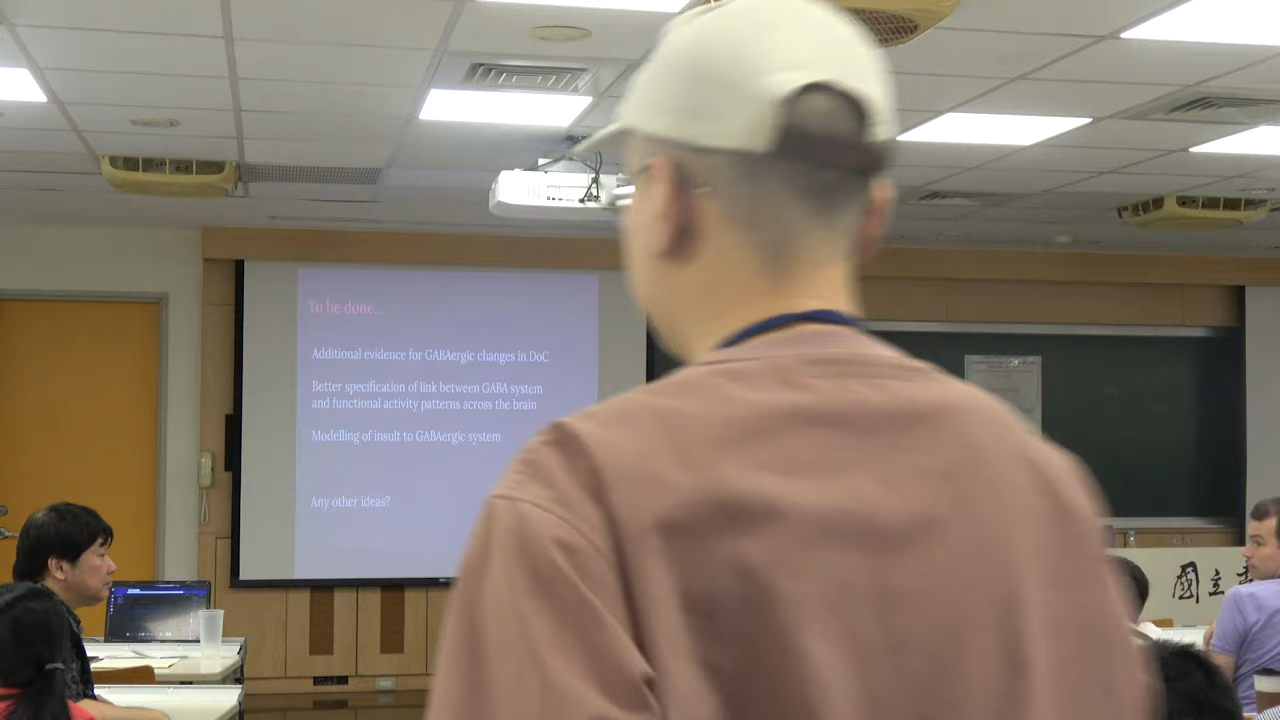 To be done...
Additional evidence for GABAergic changes in DoC
Better specification of link between GABA system
and functional activity patterns across the brain
Modelling of insult to GABAergic system
Any other ideas?
國立